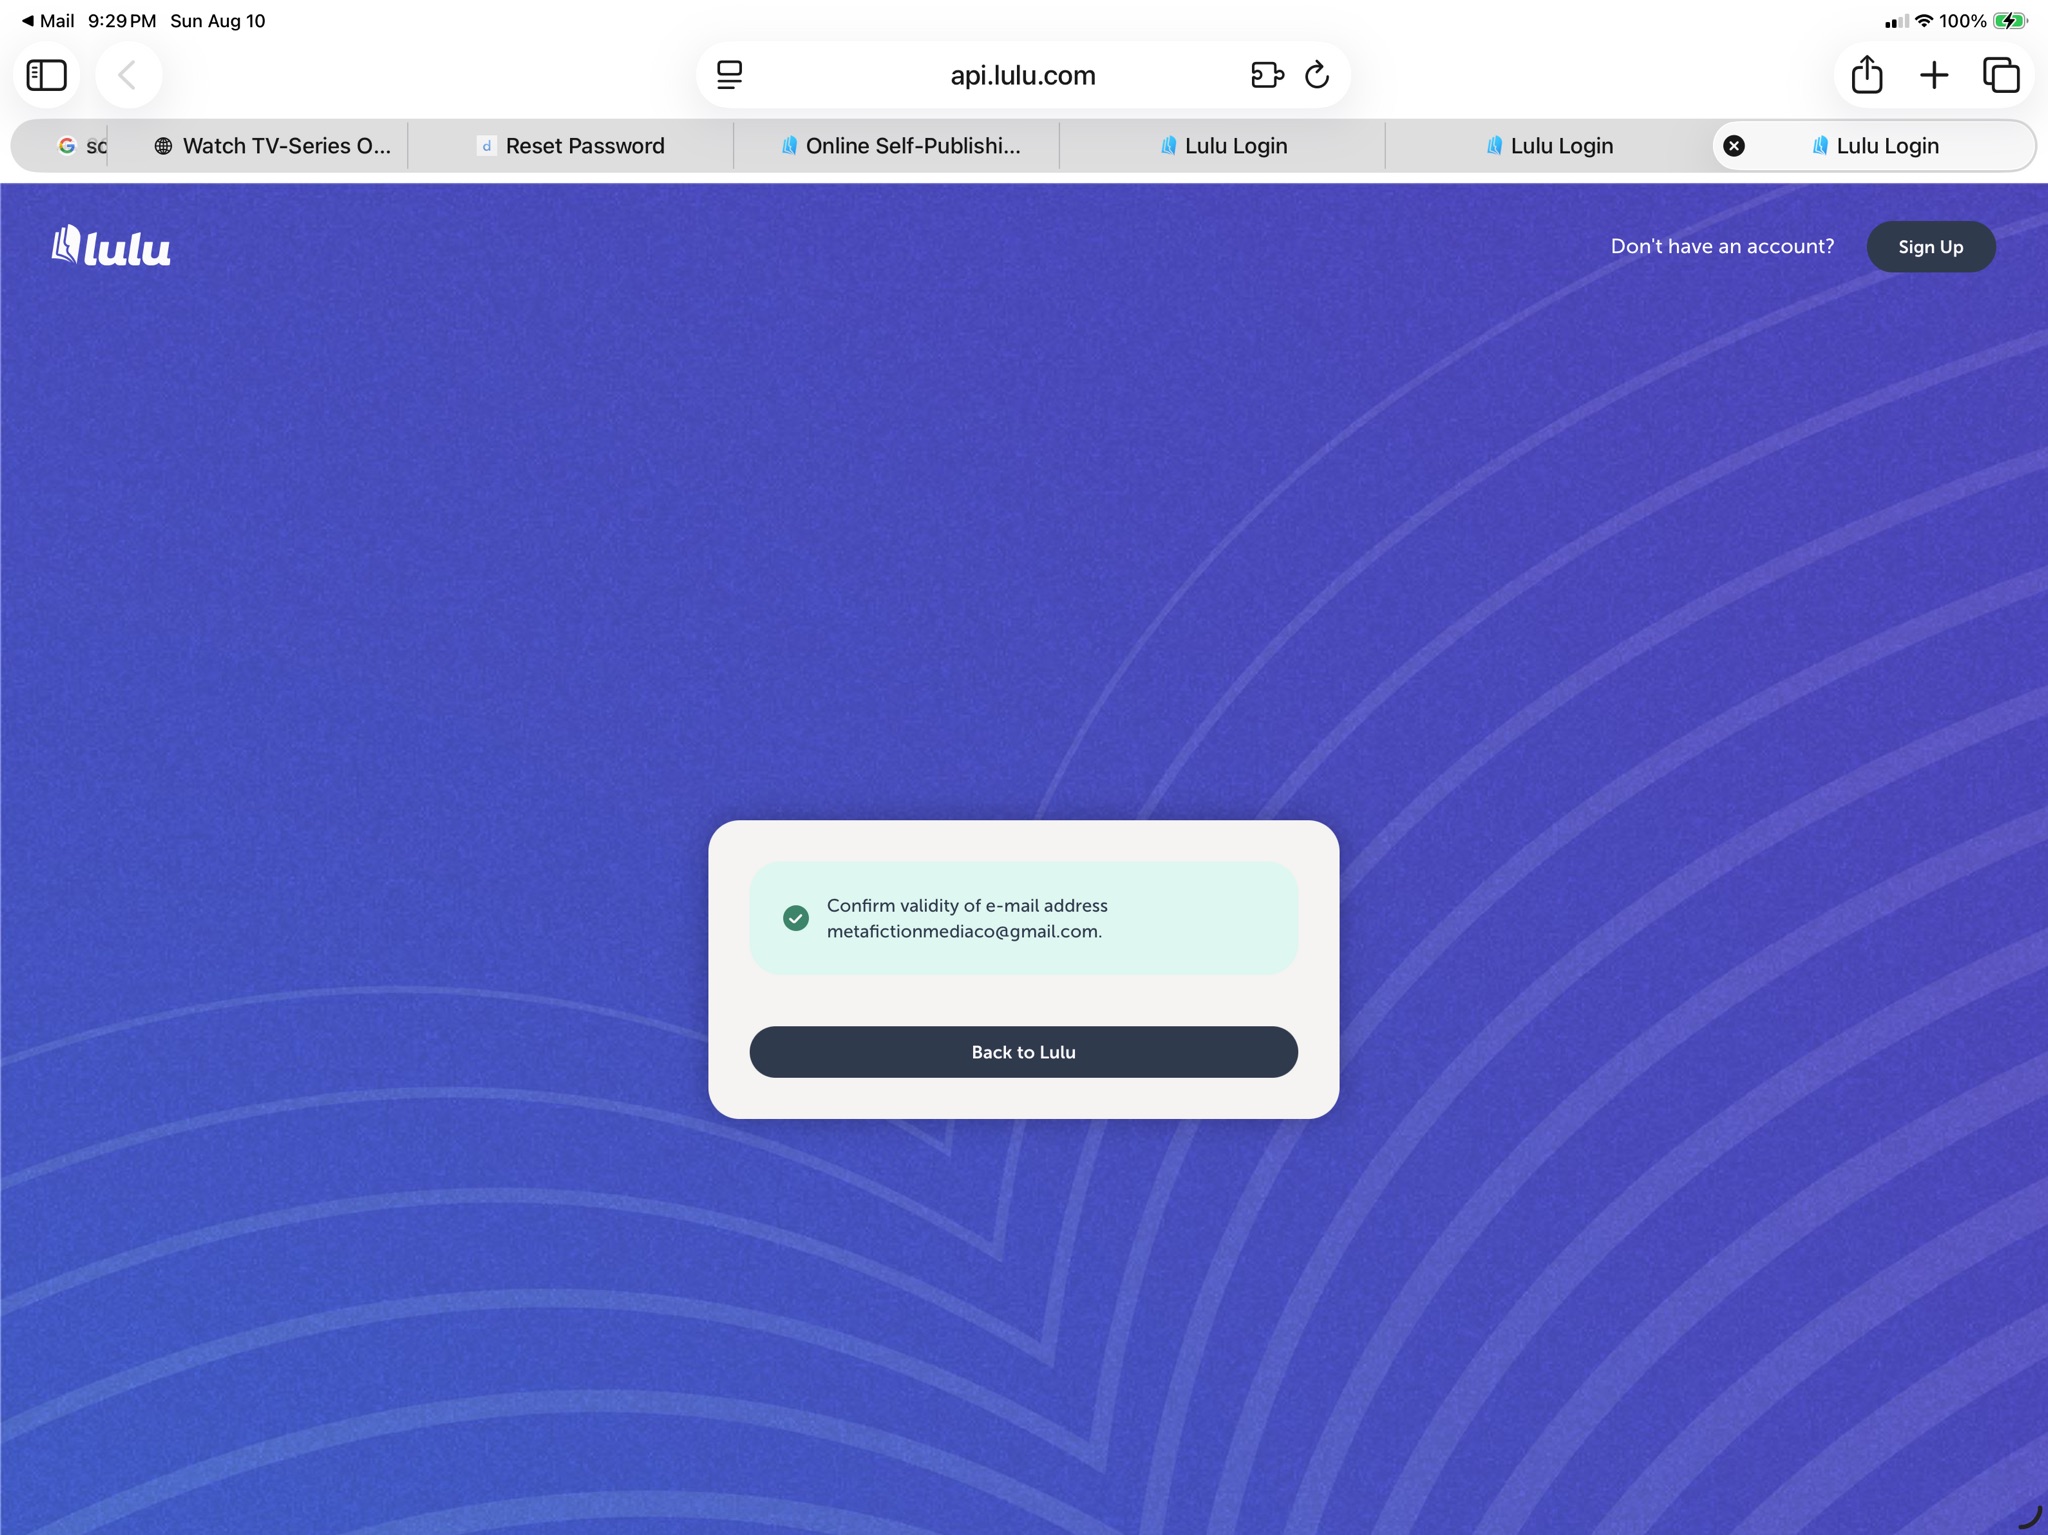 Mail 9:29 PM Sun Aug 10
100%
api.lulu.com
Watch TV-Series O...
Reset Password
Online Self-Publishi...
Lulu Login
Lulu Login
Lulu Login
lulu
Don't have an account?
Sign Up
Confirm validity of e-mail address
metafictionmediaco@gmail.com.
Back to Lulu